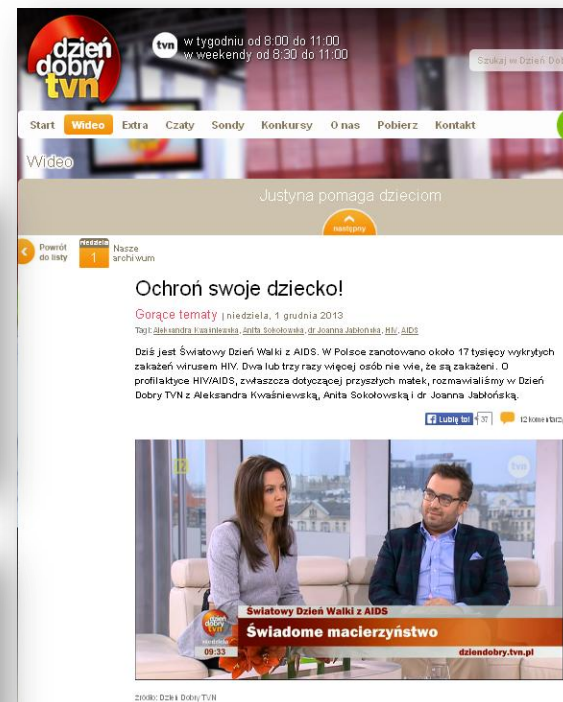 dzień
dobry
tvn
tvn
w tygodniu od 8:00 do 11:00
w weekendy od 8:30 do 11:00
Szukaj w Dzień Dob
Start Wideo Extra Czaty Sondy Konkursy O nas Pobierz Kontakt
Wideo
Justyna pomaga dzieciom
następny
Powrót
do listy
niedziela
1
Nasze
archiwum
Ochroń swoje dziecko!
Gorące tematy | niedziela, 1 grudnia 2013
Tagi: Aleksandra Kwaśniewska, Anita Sokołowska, dr Joanna Jabłońska, HIV, AIDS
Dziś jest Światowy Dzień Walki z AIDS. W Polsce zanotowano około 17 tysięcy wykrytych
zakażeń wirusem HIV. Dwa lub trzy razy więcej osób nie wie, że są zakażeni. O
profilaktyce HIV/AIDS, zwłaszcza dotyczącej przyszłych matek, rozmawialiśmy w Dzień
Dobry TVN z Aleksandra Kwaśniewską, Anita Sokołowską i dr Joanna Jabłońską.
Lubię to! 37 12 komentarzy
12
tvn
Światowy Dzień Walki z AIDS
Świadome macierzyństwo
dzień
dobry
tvn
niedziela
09:33
dziendobry.tvn.pl
źródło: Dzień Dobry TVN